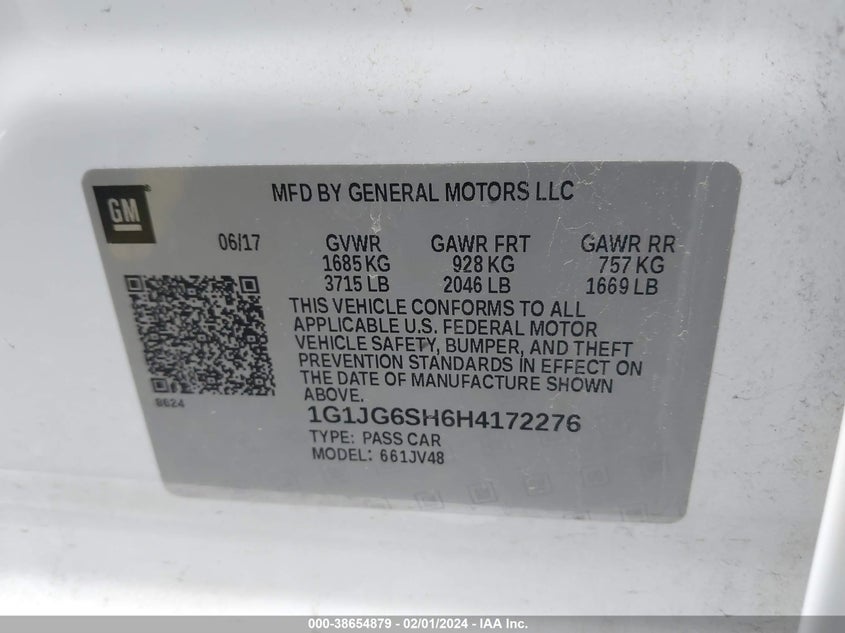 GM
MFD BY GENERAL MOTORS LLC
06/17 GVWR GAWR FRT GAWR RR
1685 KG 928 KG 757 KG
3715 LB 2046 LB 1669 LB
THIS VEHICLE CONFORMS TO ALL
APPLICABLE U.S. FEDERAL MOTOR
VEHICLE SAFETY, BUMPER, AND THEFT
PREVENTION STANDARDS IN EFFECT ON
THE DATE OF MANUFACTURE SHOWN
ABOVE.
8624
1G1JG6SH6H4172276
TYPE: PASS CAR
MODEL: 661JV48
1-000-38654879 - 02/01/2024 - IAA Inc.